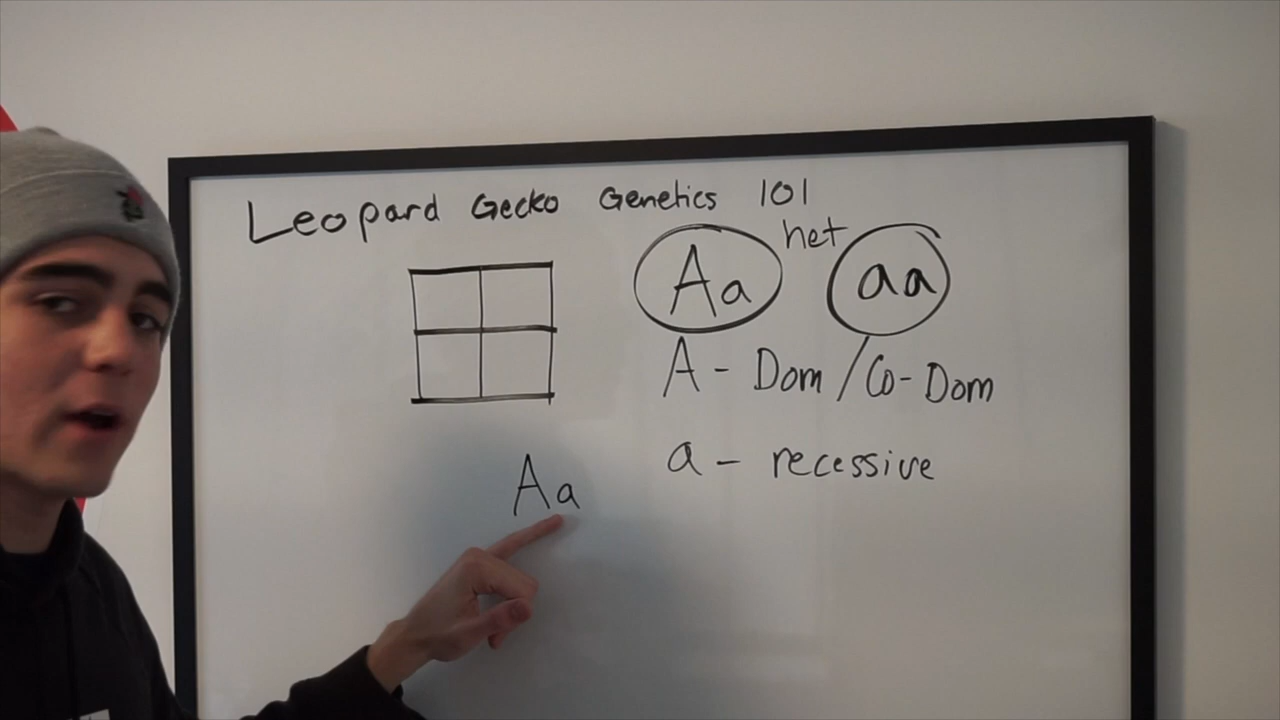 Leopard Gecko Genetics 101
Aa het aa
A - Dom / Co-Dom
a - recessive
Aa